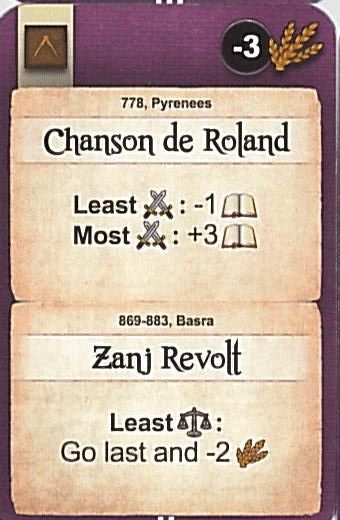 -3
778, Pyrenees
Chanson de Roland
Least : -1
Most : +3
869-883, Basra
Zanj Revolt
Least :
Go last and -2